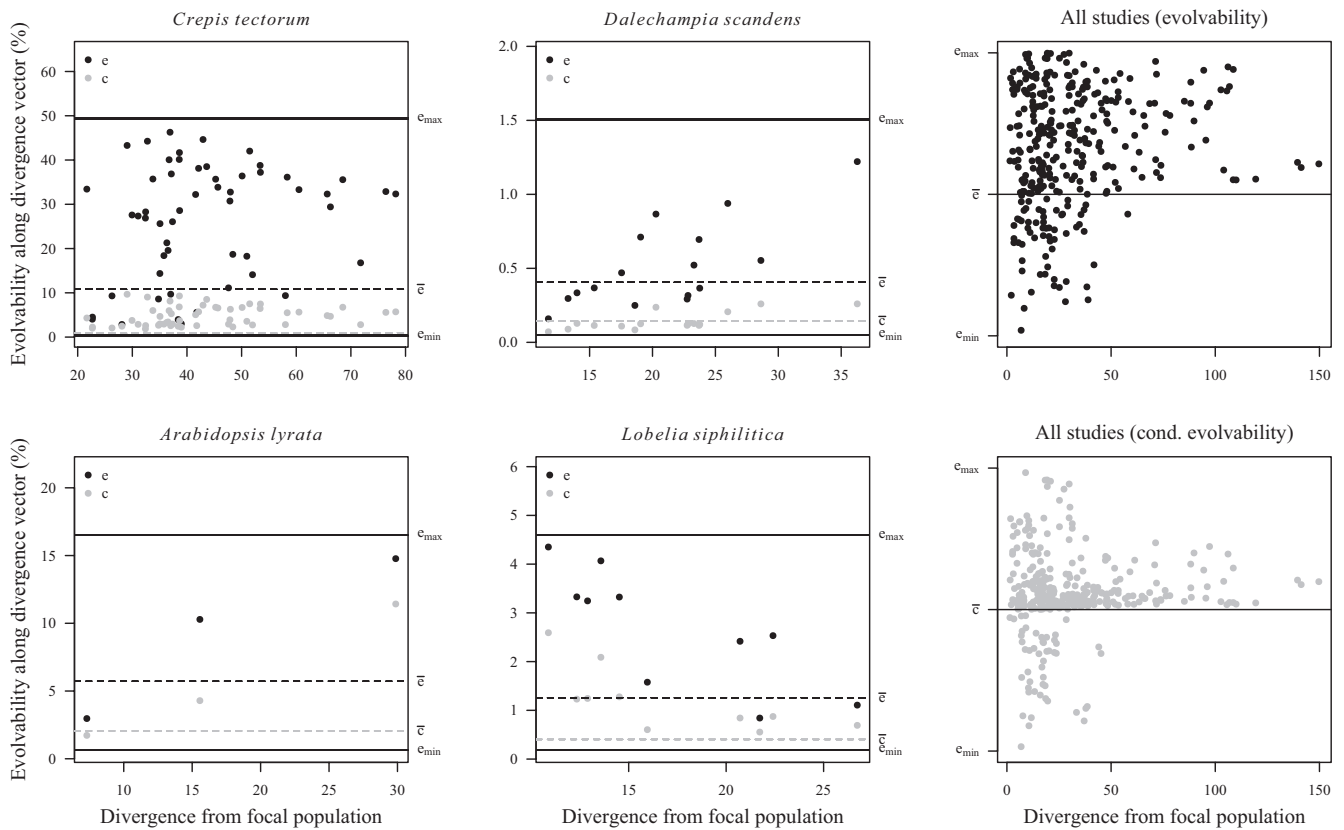 Crepis tectorum
Dalechampia scandens
All studies (evolvability)
Evolvability along divergence vector (%)
60
50
40
30
20
10
0
20 30 40 50 60 70 80
e
c
emax
e̅
emin
2.0
1.5
1.0
0.5
0.0
15 20 25 30 35
e
c
emax
e̅
c̅
emin
emax
e̅
emin
0 50 100 150
Arabidopsis lyrata
Lobelia siphilitica
All studies (cond. evolvability)
Evolvability along divergence vector (%)
20
15
10
5
0
10 15 20 25 30
Divergence from focal population
e
c
emax
e̅
c̅
emin
6
5
4
3
2
1
0
15 20 25
Divergence from focal population
e
c
emax
e̅
c̅
emin
emax
c̅
emin
0 50 100 150
Divergence from focal population